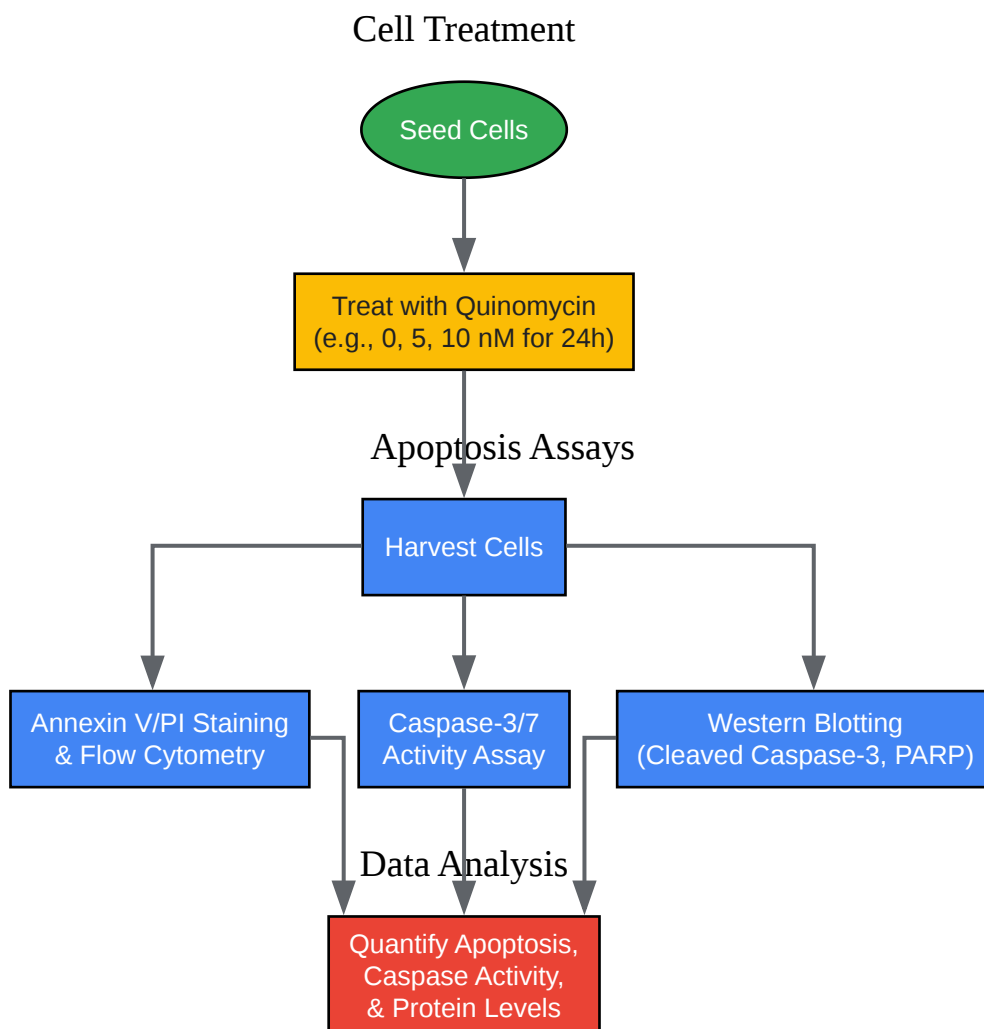 Cell Treatment
Seed Cells
Treat with Quinomycin
(e.g., 0, 5, 10 nM for 24h)
Apoptosis Assays
Harvest Cells
Annexin V/PI Staining
& Flow Cytometry
Caspase-3/7
Activity Assay
Western Blotting
(Cleaved Caspase-3, PARP)
Data Analysis
Quantify Apoptosis,
Caspase Activity,
& Protein Levels